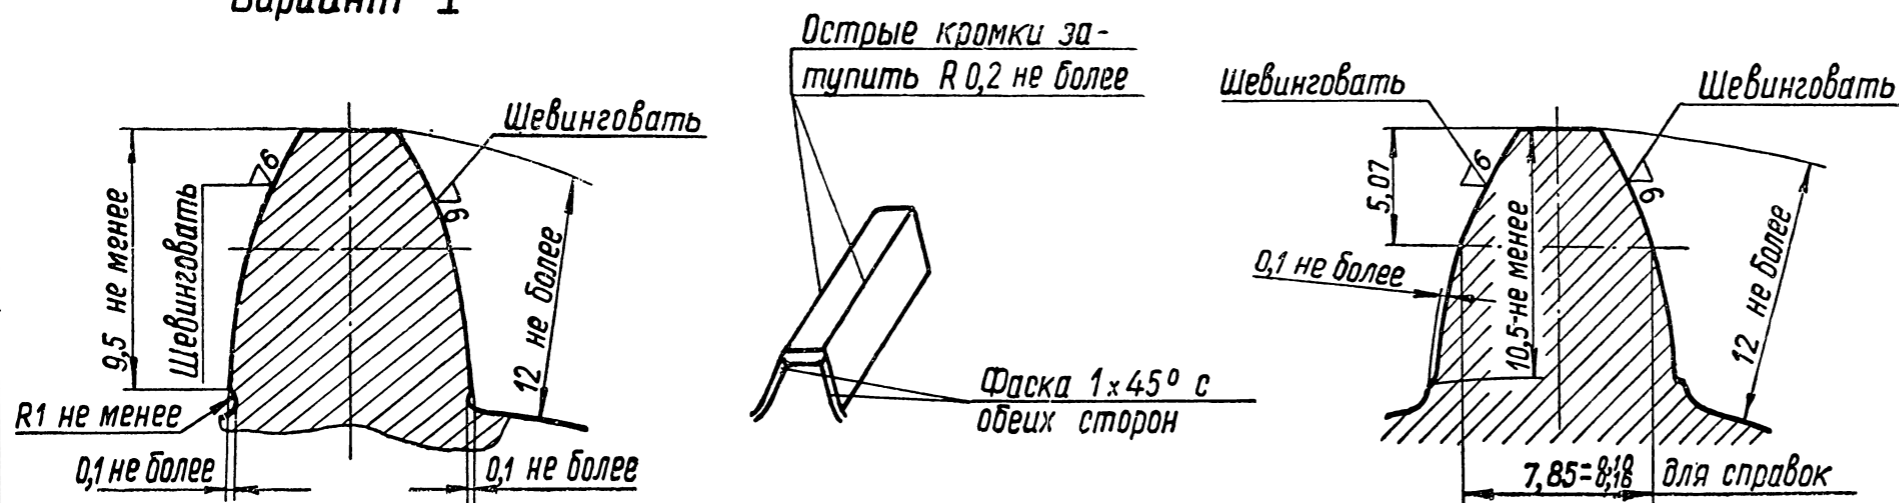 Вариант 1
Шевинговать
6
6
9,5 не менее
Шевинговать
12 не более
R1 не менее
0,1 не более
0,1 не более
Острые кромки за-
тупить R 0,2 не более
Фаска 1×45° с
обеих сторон
Шевинговать
Шевинговать
6
6
5,07
0,1 не более
10,5-не менее
12 не более
для справок